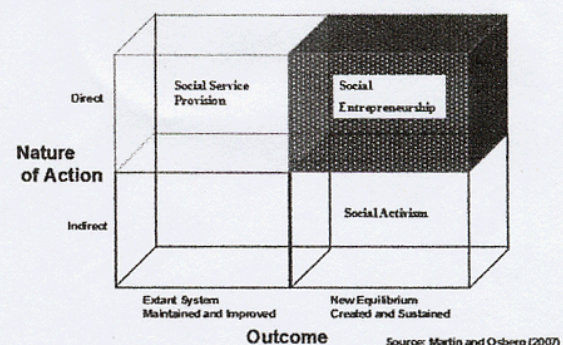 Social Service
Provision
Social
Entrepreneurship
Direct
Nature
of Action
Indirect
Social Activism
Extant System
Maintained and Improved
New Equilibrium
Created and Sustained
Outcome
Source: Martin and Osberg (2007)